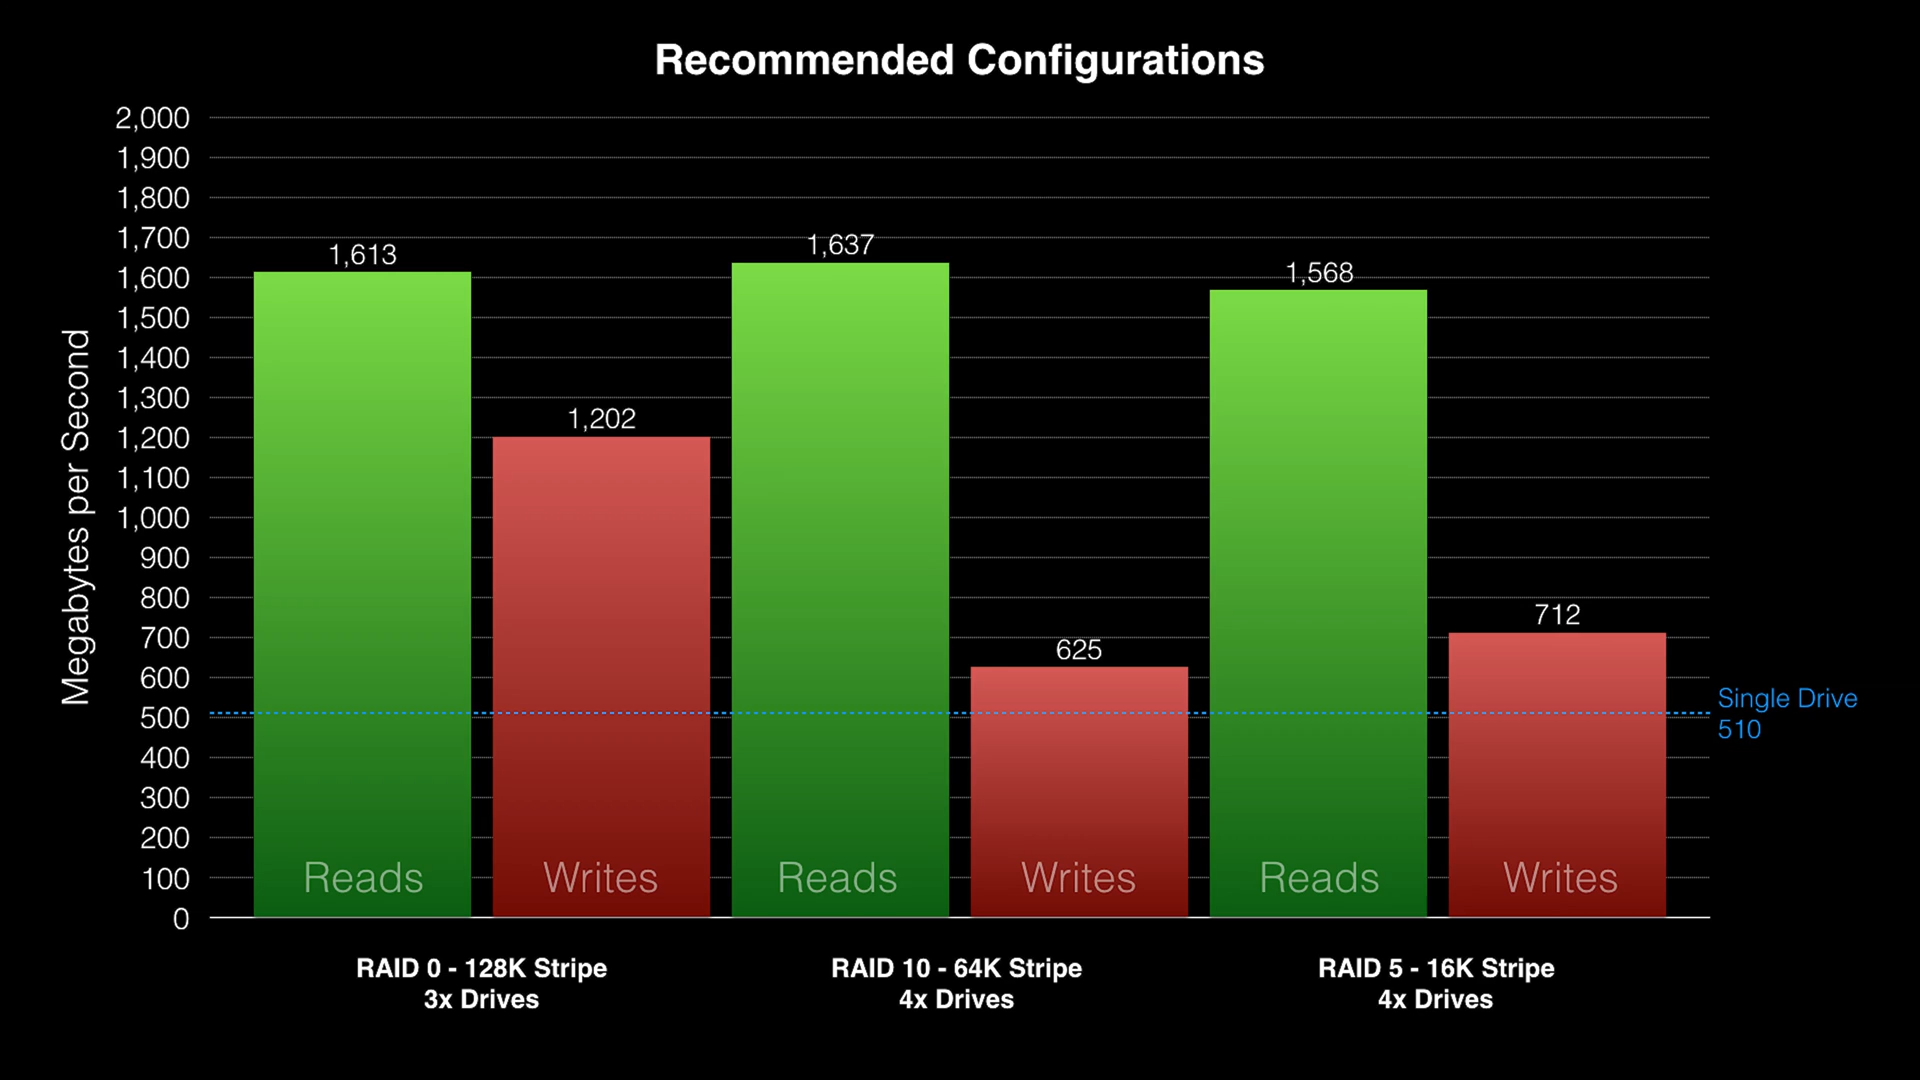 Recommended Configurations
Megabytes per Second
2,000
1,900
1,800
1,700
1,600
1,500
1,400
1,300
1,200
1,100
1,000
900
800
700
600
500
400
300
200
100
0
1,613
1,202
1,637
625
1,568
712
Single Drive
510
Reads
Writes
Reads
Writes
Reads
Writes
RAID 0 - 128K Stripe
3x Drives
RAID 10 - 64K Stripe
4x Drives
RAID 5 - 16K Stripe
4x Drives